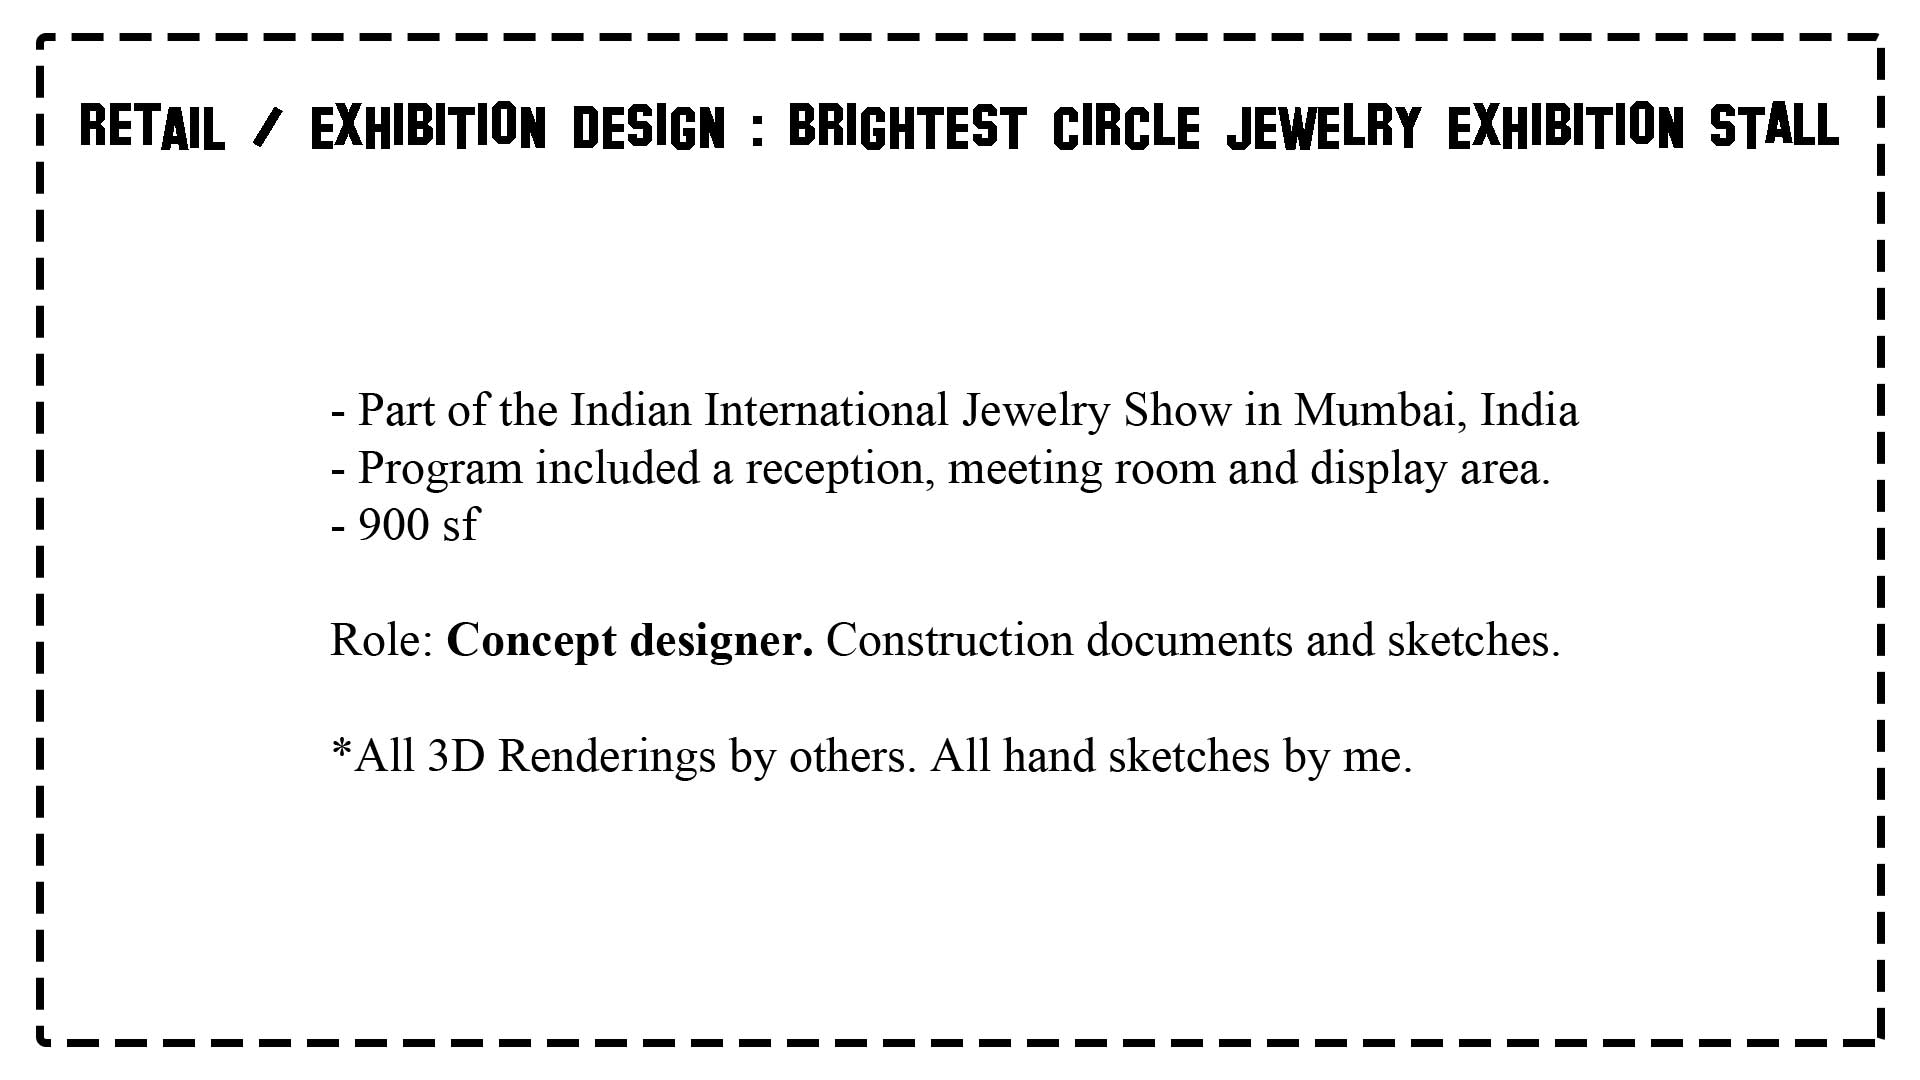 RETAIL / EXHIBITION DESIGN : BRIGHTEST CIRCLE JEWELRY EXHIBITION STALL
- Part of the Indian International Jewelry Show in Mumbai, India
- Program included a reception, meeting room and display area.
- 900 sf
Role: Concept designer. Construction documents and sketches.
*All 3D Renderings by others. All hand sketches by me.